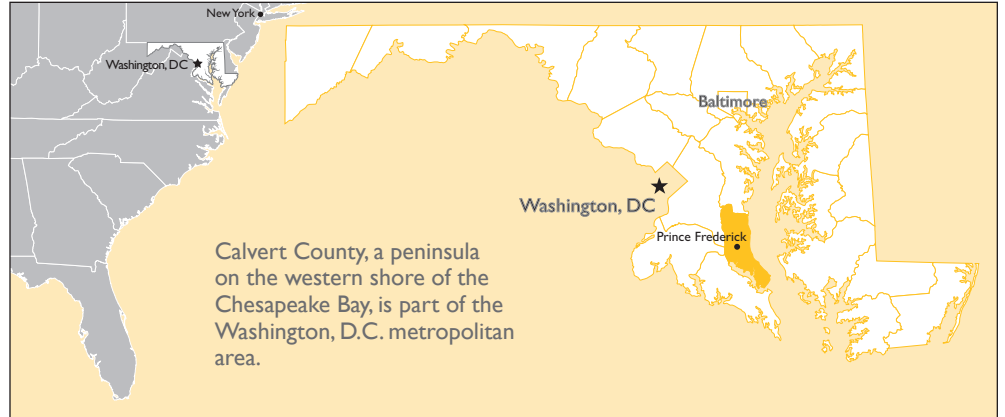 New York
Washington, DC
Baltimore
Washington, DC
Prince Frederick
Calvert County, a peninsula
on the western shore of the
Chesapeake Bay, is part of the
Washington, D.C. metropolitan
area.